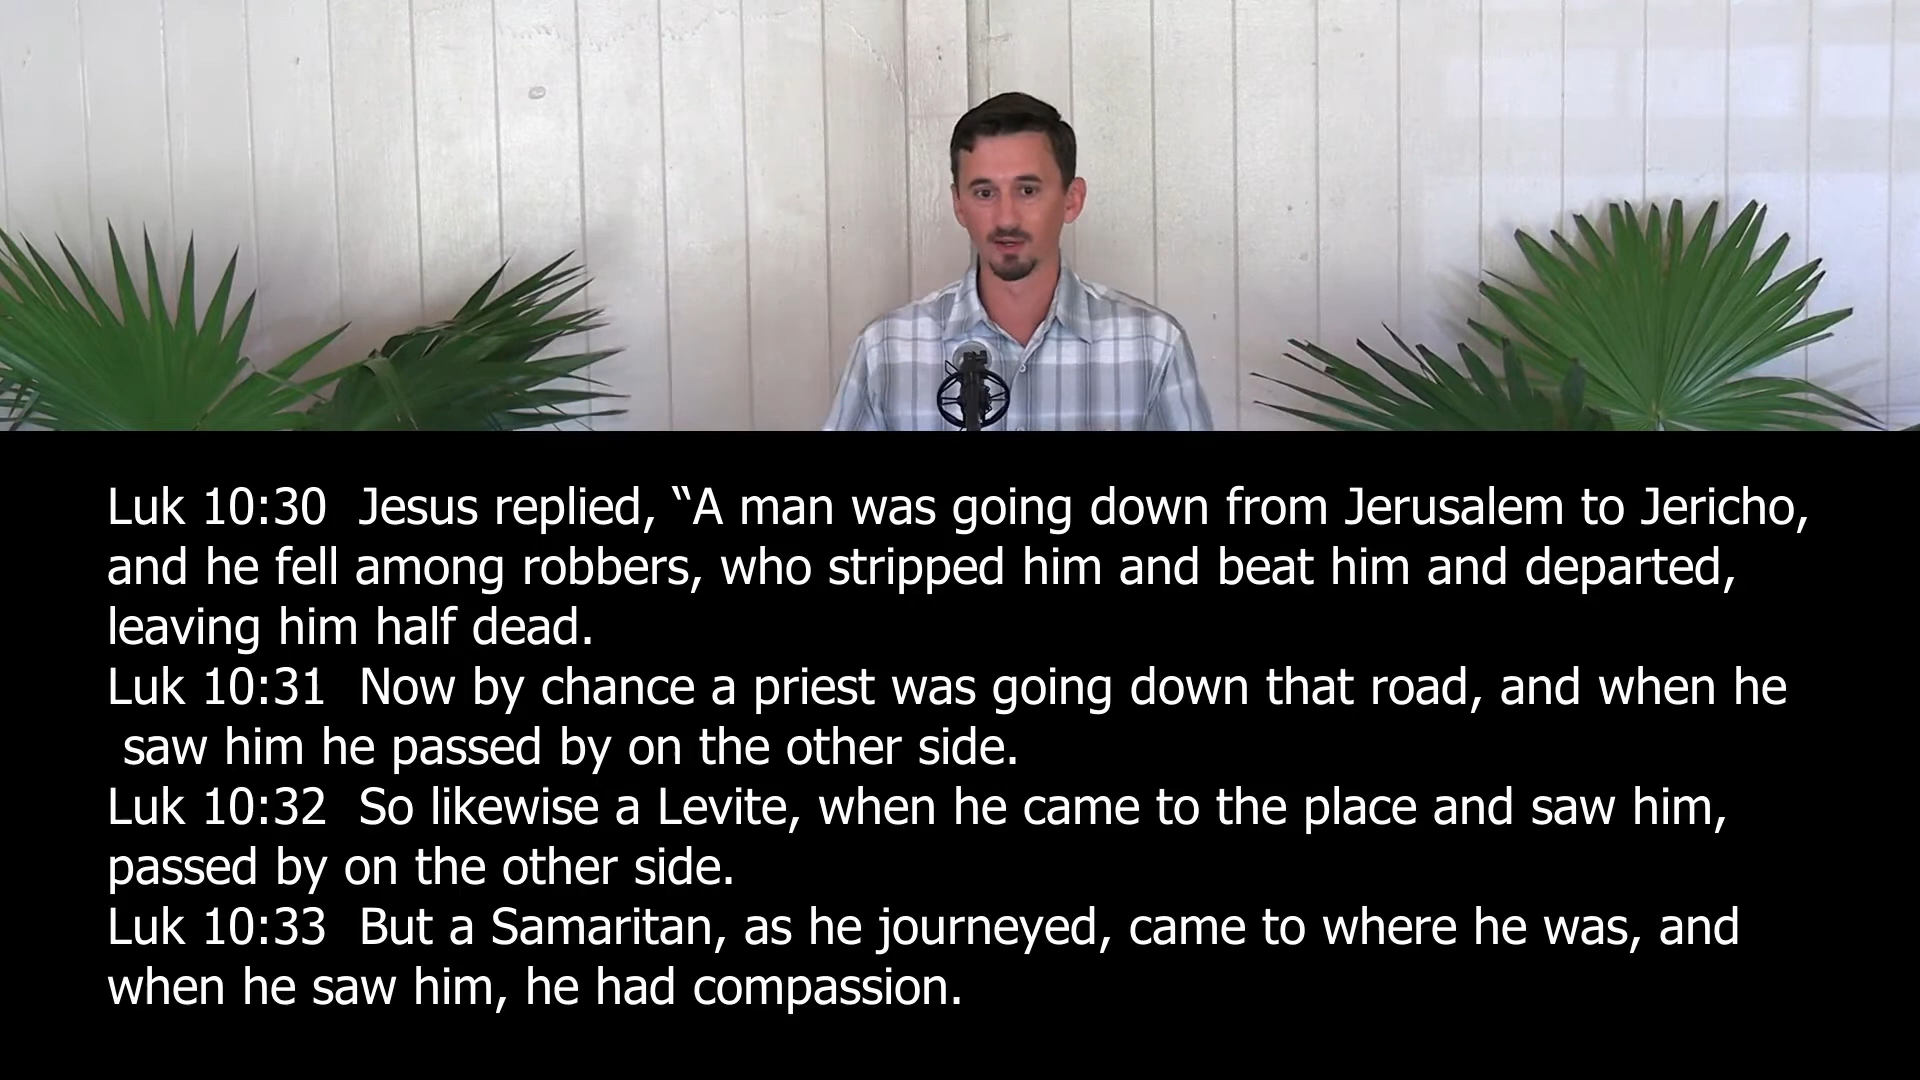 Luk 10:30  Jesus replied, “A man was going down from Jerusalem to Jericho,
and he fell among robbers, who stripped him and beat him and departed,
leaving him half dead.
Luk 10:31  Now by chance a priest was going down that road, and when he
saw him he passed by on the other side.
Luk 10:32  So likewise a Levite, when he came to the place and saw him,
passed by on the other side.
Luk 10:33  But a Samaritan, as he journeyed, came to where he was, and
when he saw him, he had compassion.